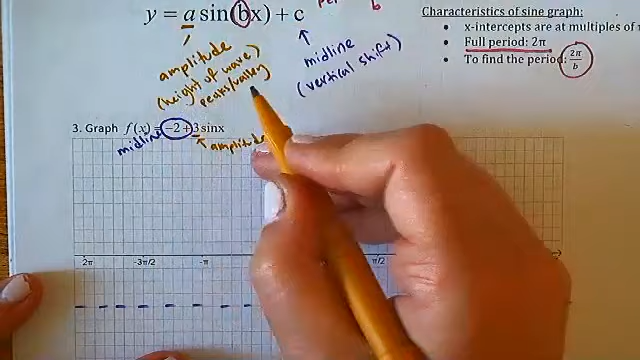 y = a sin(bx) + c
b
Characteristics of sine graph:
• x-intercepts are at multiples of
• Full period: 2π
• To find the period: 2π/b
amplitude
(height of wave)
peaks/valley
midline
(vertical shift)
3. Graph f(x) = -2 + 3 sinx
midline
amplitude
2π -3π/2 -π π/2